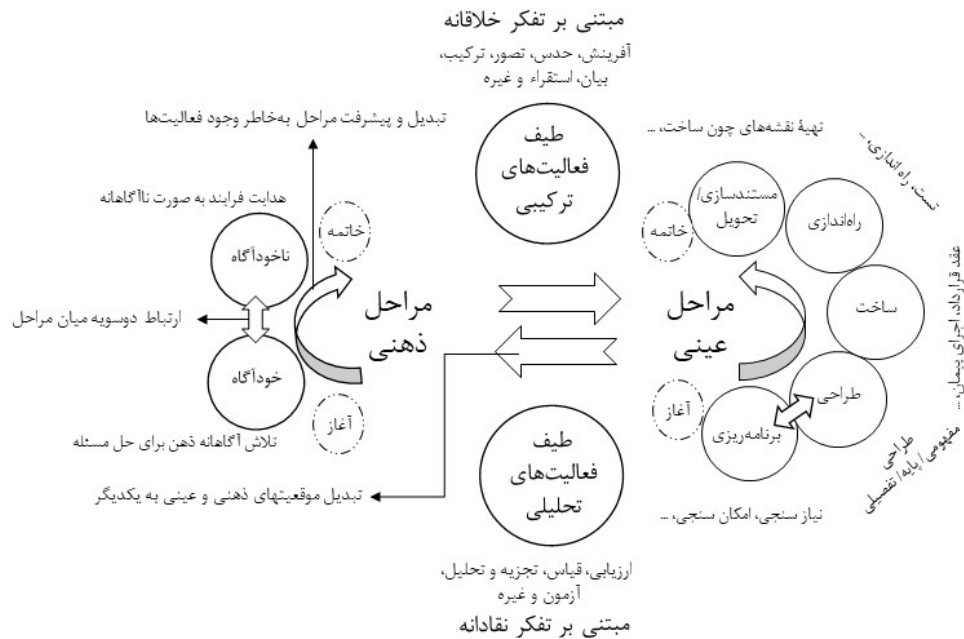 مبتنی بر تفکر خلاقانه
آفرینش، حدس، تصور، ترکیب،
بیان، استقراء و غیره
طیف
فعالیت‌های
ترکیبی
تبدیل و پیشرفت مراحل به‌خاطر وجود فعالیت‌ها
هدایت فرایند به صورت ناآگاهانه
خاتمه
ناخودآگاه
ارتباط دوسویه میان مراحل
خودآگاه
آغاز
تلاش آگاهانه ذهن برای حل مسئله
مراحل
ذهنی
تبدیل موقعیتهای ذهنی و عینی به یکدیگر
تهیهٔ نقشه‌های چون ساخت، ...
مستندسازی/
تحویل
خاتمه
تست، راه اندازی، ...
راه‌اندازی
عقد قرارداد، اجرای پیمان، ...
ساخت
مراحل
عینی
طراحی
طراحی
مفهومی/ پایه/ تفصیلی
آغاز
برنامه‌ریزی
نیاز سنجی، امکان سنجی، ...
طیف
فعالیت‌های
تحلیلی
ارزیابی، قیاس، تجزیه و تحلیل،
آزمون و غیره
مبتنی بر تفکر نقادانه